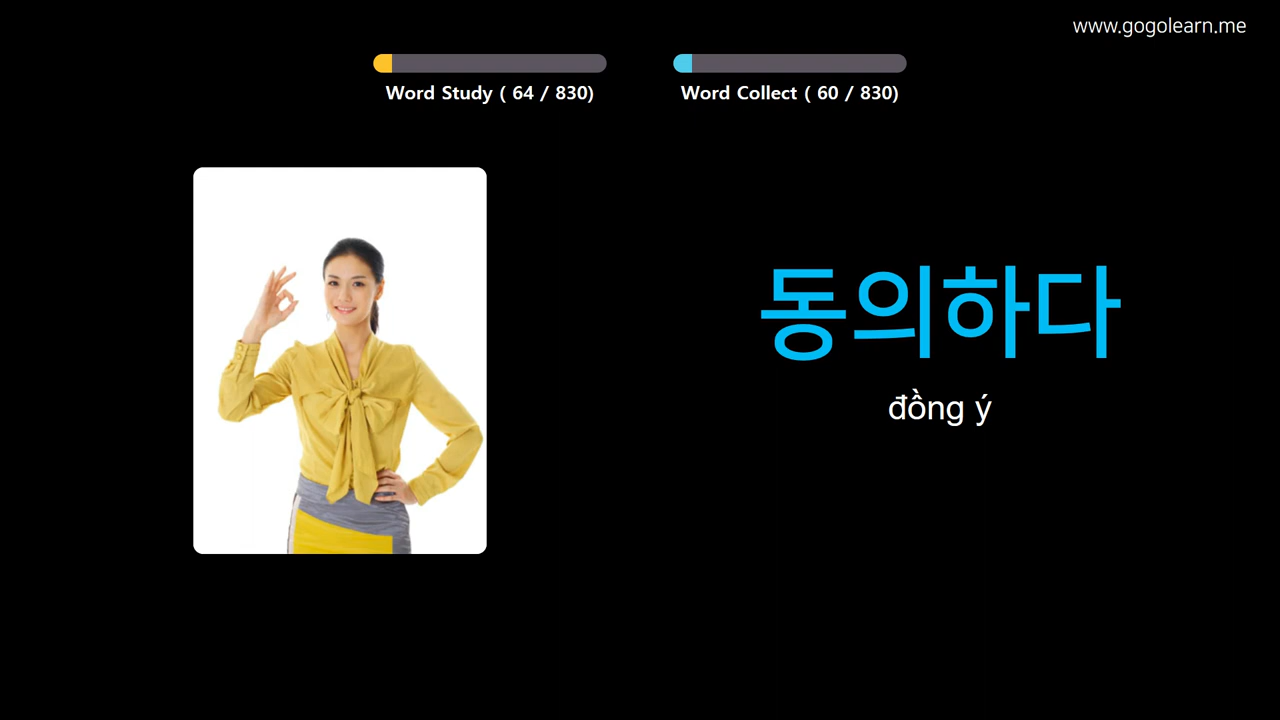 www.gogolearn.me
Word Study ( 64 / 830)
Word Collect ( 60 / 830)
동의하다
đồng ý